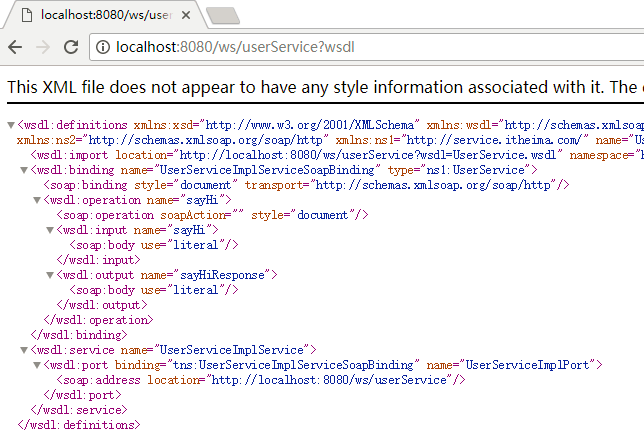 localhost:8080/ws/user
localhost:8080/ws/userService?wsdl
This XML file does not appear to have any style information associated with it. The
<wsdl:definitions xmlns:xsd="http://www.w3.org/2001/XMLSchema" xmlns:wsdl="http://schemas.xmlsoap
xmlns:ns2="http://schemas.xmlsoap.org/soap/http" xmlns:ns1="http://service.itheima.com/" name="Us
<wsdl:import location="http://localhost:8080/ws/userService?wsdl=UserService.wsdl" namespace="h
<wsdl:binding name="UserServiceImplServiceSoapBinding" type="ns1:UserService">
<soap:binding style="document" transport="http://schemas.xmlsoap.org/soap/http"/>
<wsdl:operation name="sayHi">
<soap:operation soapAction="" style="document"/>
<wsdl:input name="sayHi">
<soap:body use="literal"/>
</wsdl:input>
<wsdl:output name="sayHiResponse">
<soap:body use="literal"/>
</wsdl:output>
</wsdl:operation>
</wsdl:binding>
<wsdl:service name="UserServiceImplService">
<wsdl:port binding="tns:UserServiceImplServiceSoapBinding" name="UserServiceImplPort">
<soap:address location="http://localhost:8080/ws/userService"/>
</wsdl:port>
</wsdl:service>
</wsdl:definitions>